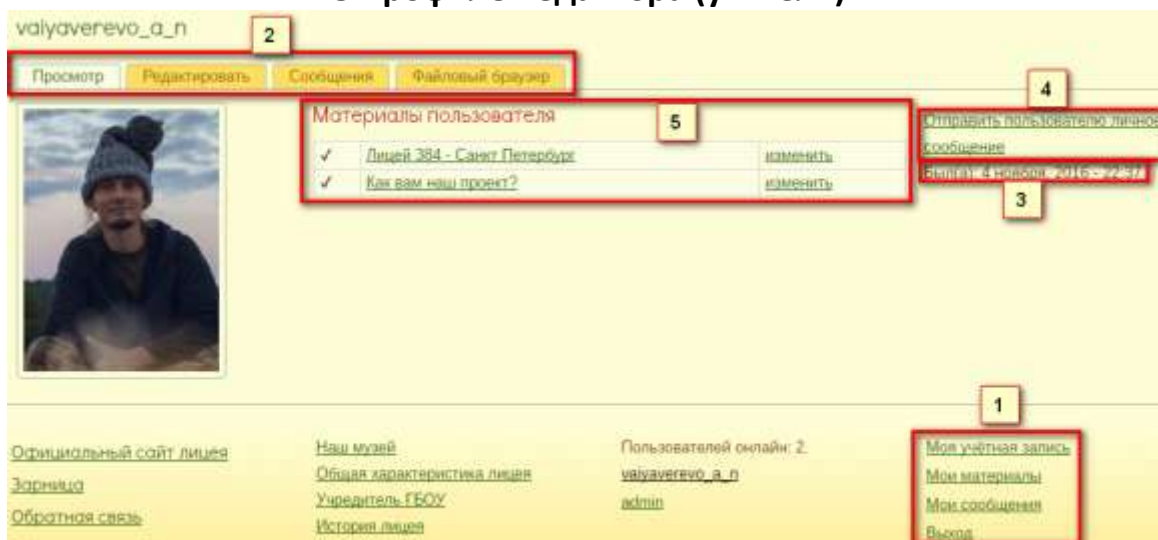 valyaverevo_a_n
2
Просмотр Редактировать Сообщения Файловый браузер
4
Материалы пользователя
5
Отправить пользователю личное
сообщение
✓ Лицей 384 - Санкт Петербург изменить
Был(а): 4 ноября, 2016 - 22:37
✓ Как вам наш проект? изменить
3
1
Официальный сайт лицея
Зарница
Обратная связь
Наш музей
Общая характеристика лицея
Учредитель ГБОУ
История лицея
Пользователей онлайн: 2.
valyaverevo_a_n
admin
Моя учётная запись
Мои материалы
Мои сообщения
Выход